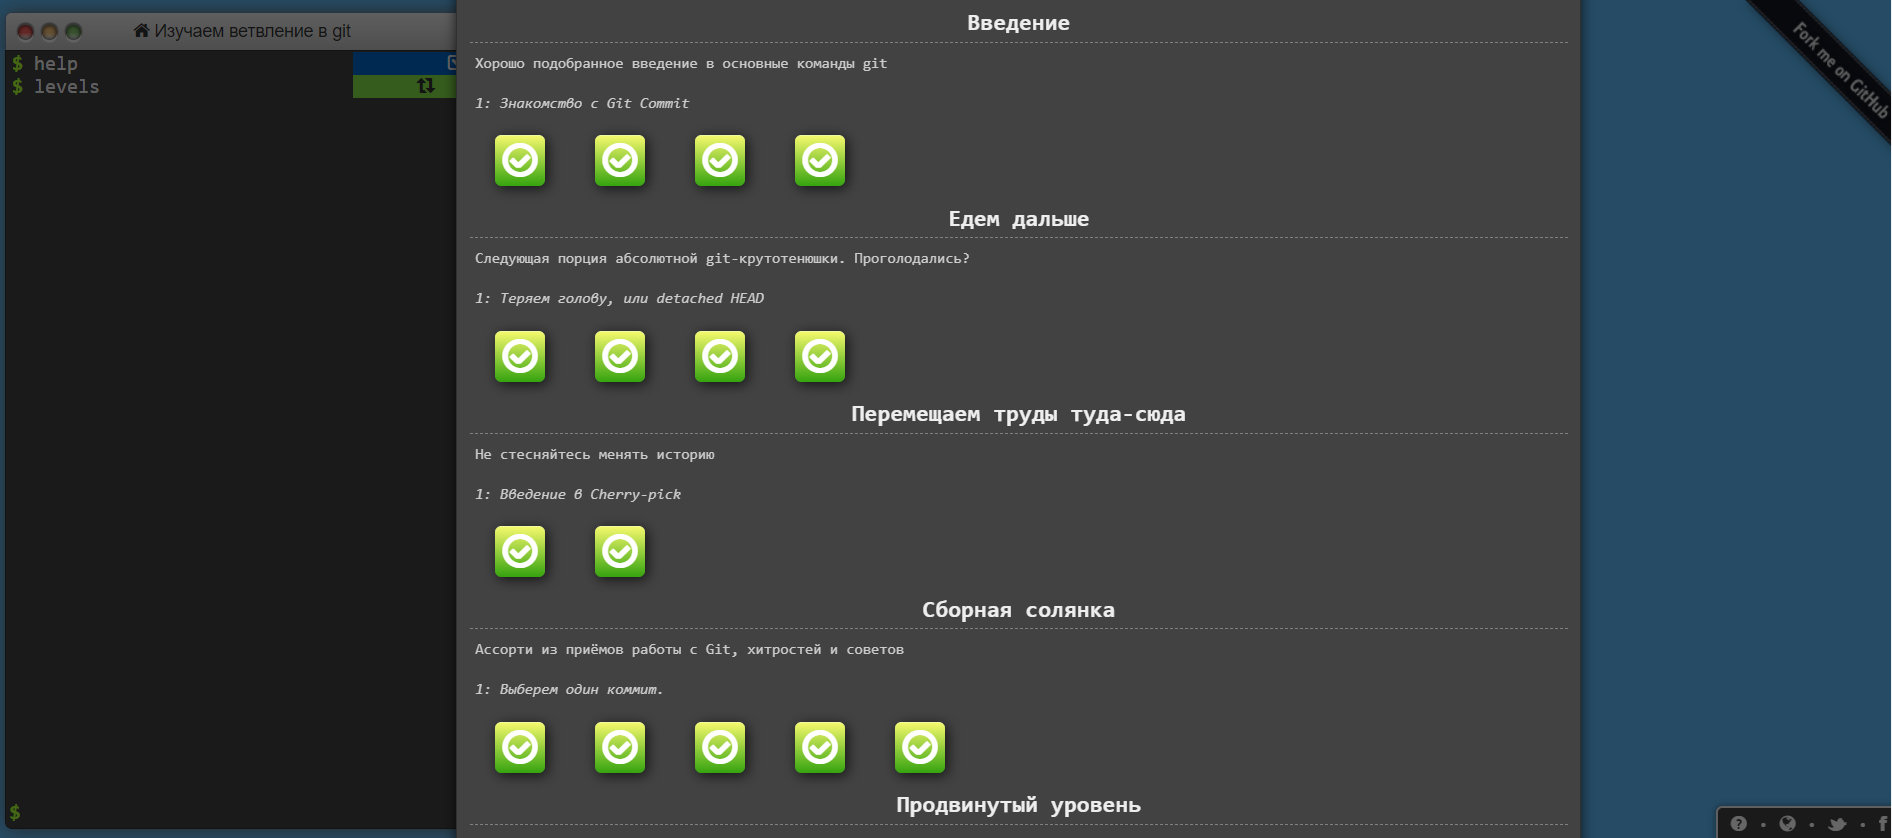 Изучаем ветвление в git
$ help
$ levels
$
Введение
Хорошо подобранное введение в основные команды git
1: Знакомство с Git Commit
Едем дальше
Следующая порция абсолютной git-крутотенюшки. Проголодались?
1: Теряем голову, или detached HEAD
Перемещаем труды туда-сюда
Не стесняйтесь менять историю
1: Введение в Cherry-pick
Сборная солянка
Ассорти из приёмов работы с Git, хитростей и советов
1: Выберем один коммит.
Продвинутый уровень
Fork me on GitHub